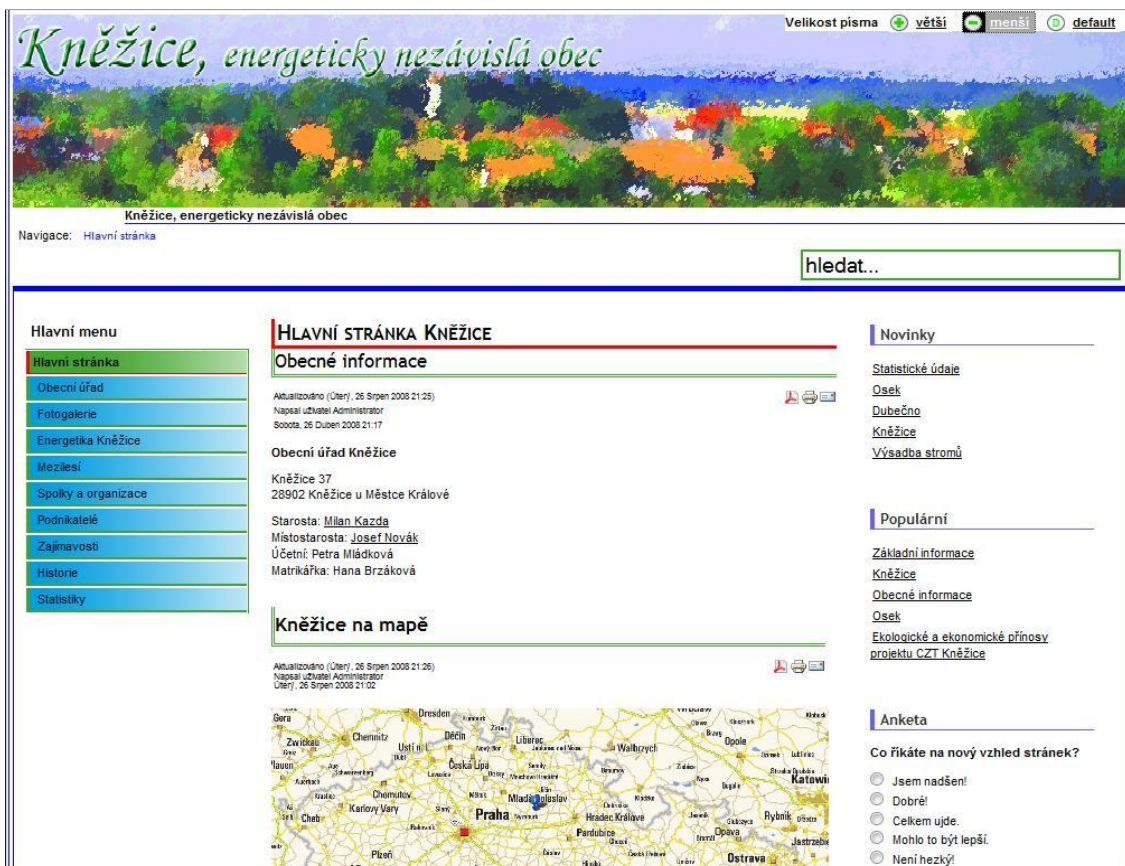 Velikost písma větší menší default
Kněžice, energeticky nezávislá obec
Kněžice, energeticky nezávislá obec
Navigace: Hlavní stránka
hledat...
Hlavní menu
Hlavní stránka
Obecní úřad
Fotogalerie
Energetika Kněžice
Mezilesí
Spolky a organizace
Podnikatelé
Zajímavosti
Historie
Statistiky
HLAVNÍ STRÁNKA KNĚŽICE
Obecné informace
Aktualizováno (Úterý, 26 Srpen 2008 21:25)
Napsal uživatel Administrator
Sobota, 26 Duben 2008 21:17
Obecní úřad Kněžice
Kněžice 37
28902 Kněžice u Městce Králové
Starosta: Milan Kazda
Místostarosta: Josef Novák
Účetní: Petra Mládková
Matrikářka: Hana Brzáková
Kněžice na mapě
Aktualizováno (Úterý, 26 Srpen 2008 21:26)
Napsal uživatel Administrator
Úterý, 26 Srpen 2008 21:02
Gera
Dresden
Zwickau
Chemnitz
Děčín
Liberec
Wałbrzych
Opole
Česká Lípa
Katowi
Chomutov
Mladá Boleslav
Cheb
Karlovy Vary
Praha
Hradec Králové
Rybnik
Pardubice
Opava
Jastrzebie
Plzeň
Ostrava
Novinky
Statistické údaje
Osek
Dubečno
Kněžice
Výsadba stromů
Populární
Základní informace
Kněžice
Obecné informace
Osek
Ekologické a ekonomické přínosy
projektu CZT Kněžice
Anketa
Co říkáte na nový vzhled stránek?
Jsem nadšen!
Dobré!
Celkem ujde.
Mohlo to být lepší.
Není hezký!